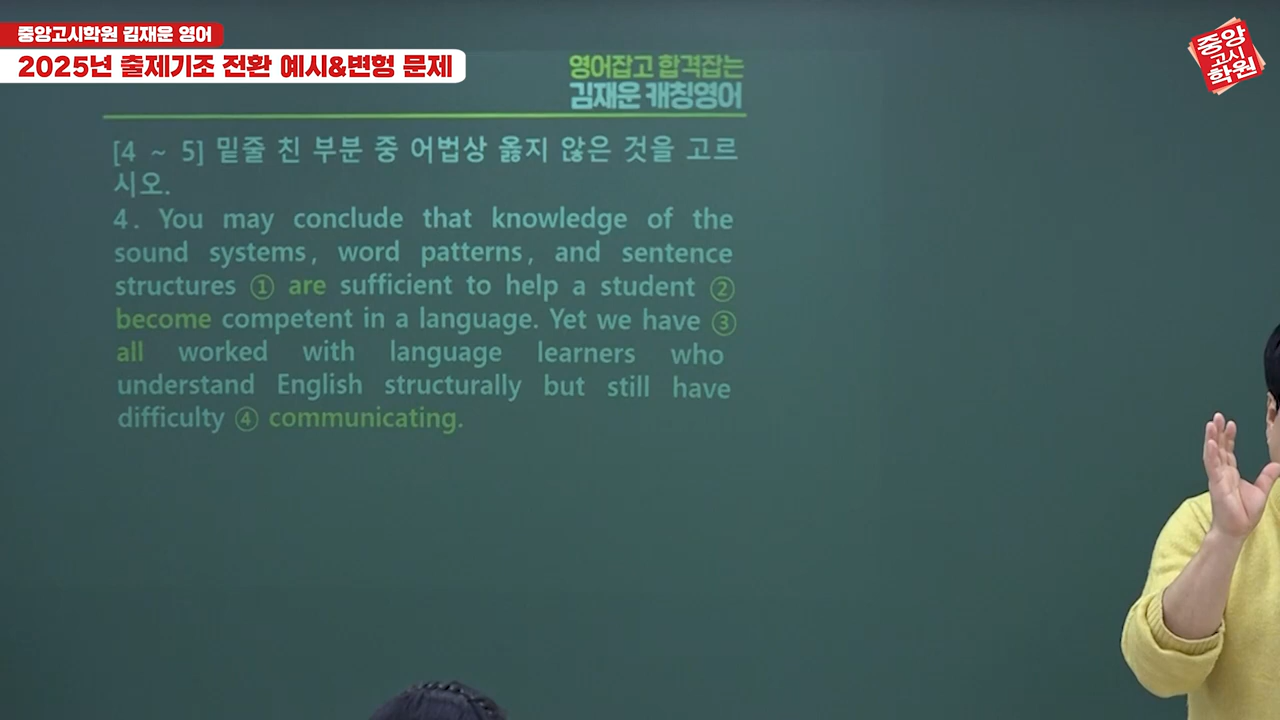 중앙고시학원 김재운 영어
2025년 출제기조 전환 예시&변형 문제
중앙
고시
학원
영어잡고 합격잡는
김재운 캐칭영어
[4 ~ 5] 밑줄 친 부분 중 어법상 옳지 않은 것을 고르
시오.
4. You may conclude that knowledge of the
sound systems, word patterns, and sentence
structures ① are sufficient to help a student ②
become competent in a language. Yet we have ③
all worked with language learners who
understand English structurally but still have
difficulty ④ communicating.